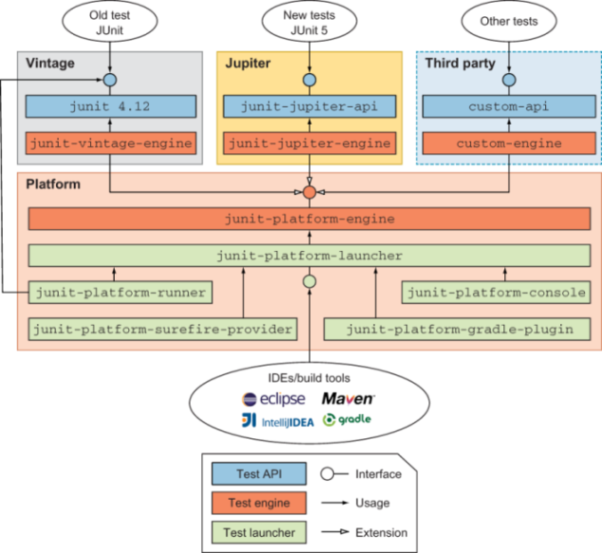 Old test
JUnit
New tests
JUnit 5
Other tests
Vintage
Jupiter
Third party
junit 4.12
junit-jupiter-api
custom-api
junit-vintage-engine
junit-jupiter-engine
custom-engine
Platform
junit-platform-engine
junit-platform-launcher
junit-platform-runner
junit-platform-console
junit-platform-surefire-provider
junit-platform-gradle-plugin
IDEs/build tools
eclipse
Maven™
IntelliJIDEA
gradle
Test API
Interface
Test engine
Usage
Test launcher
Extension